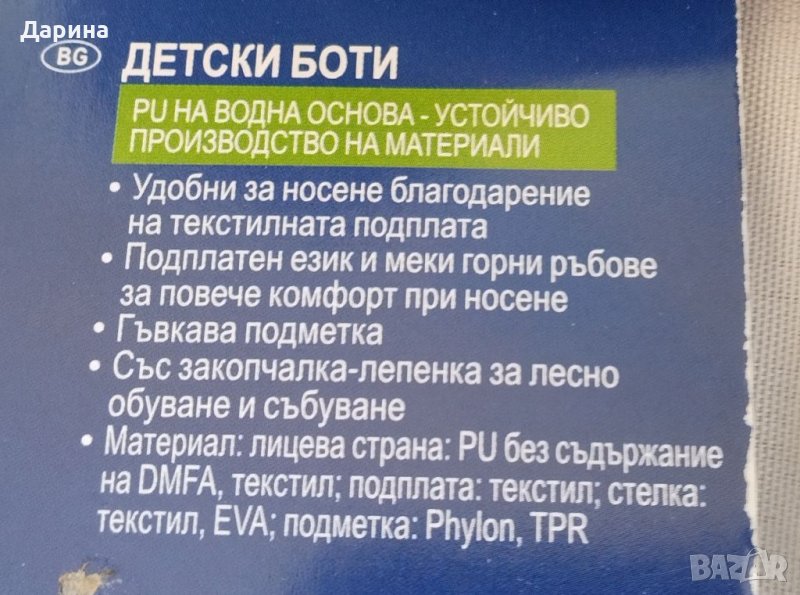 Дарина
BG ДЕТСКИ БОТИ
PU НА ВОДНА ОСНОВА - УСТОЙЧИВО
ПРОИЗВОДСТВО НА МАТЕРИАЛИ
• Удобни за носене благодарение
на текстилната подплата
• Подплатен език и меки горни ръбове
за повече комфорт при носене
• Гъвкава подметка
• Със закопчалка-лепенка за лесно
обуване и събуване
• Материал: лицева страна: PU без съдържание
на DMFA, текстил; подплата: текстил; стелка:
текстил, EVA; подметка: Phylon, TPR
BAZAR